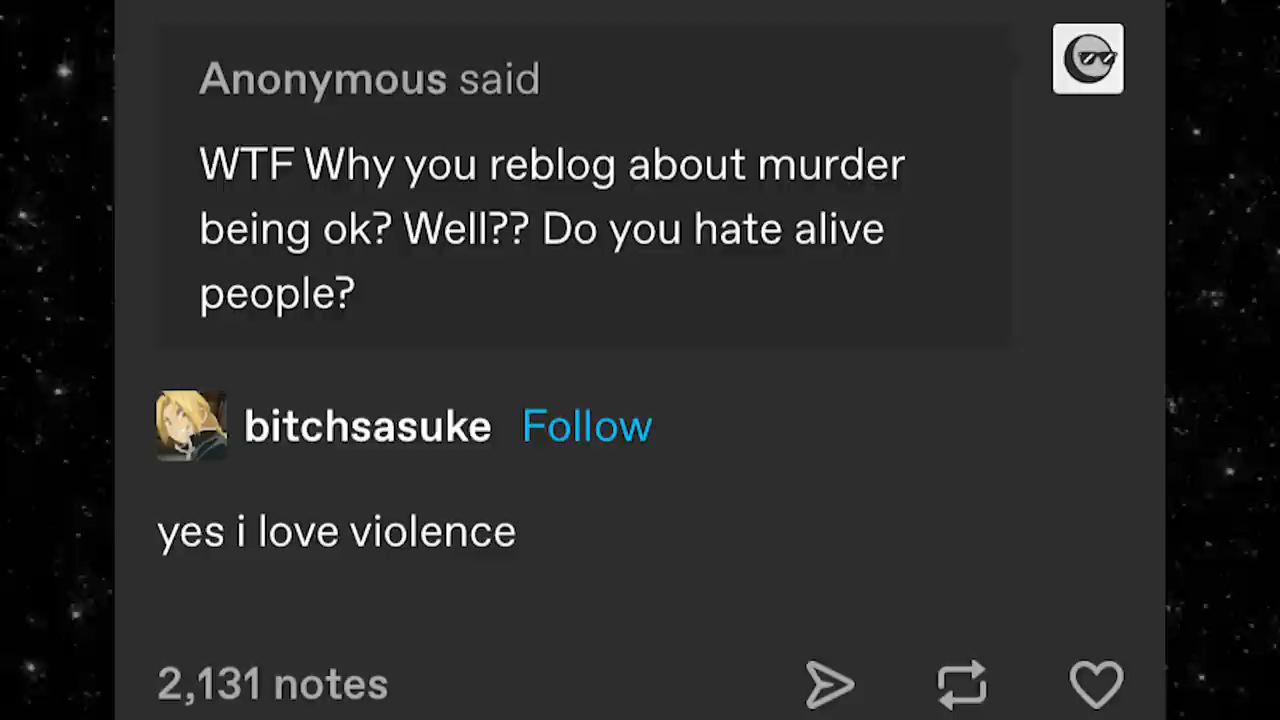 Anonymous said
WTF Why you reblog about murder
being ok? Well?? Do you hate alive
people?
bitchsasuke Follow
yes i love violence
2,131 notes